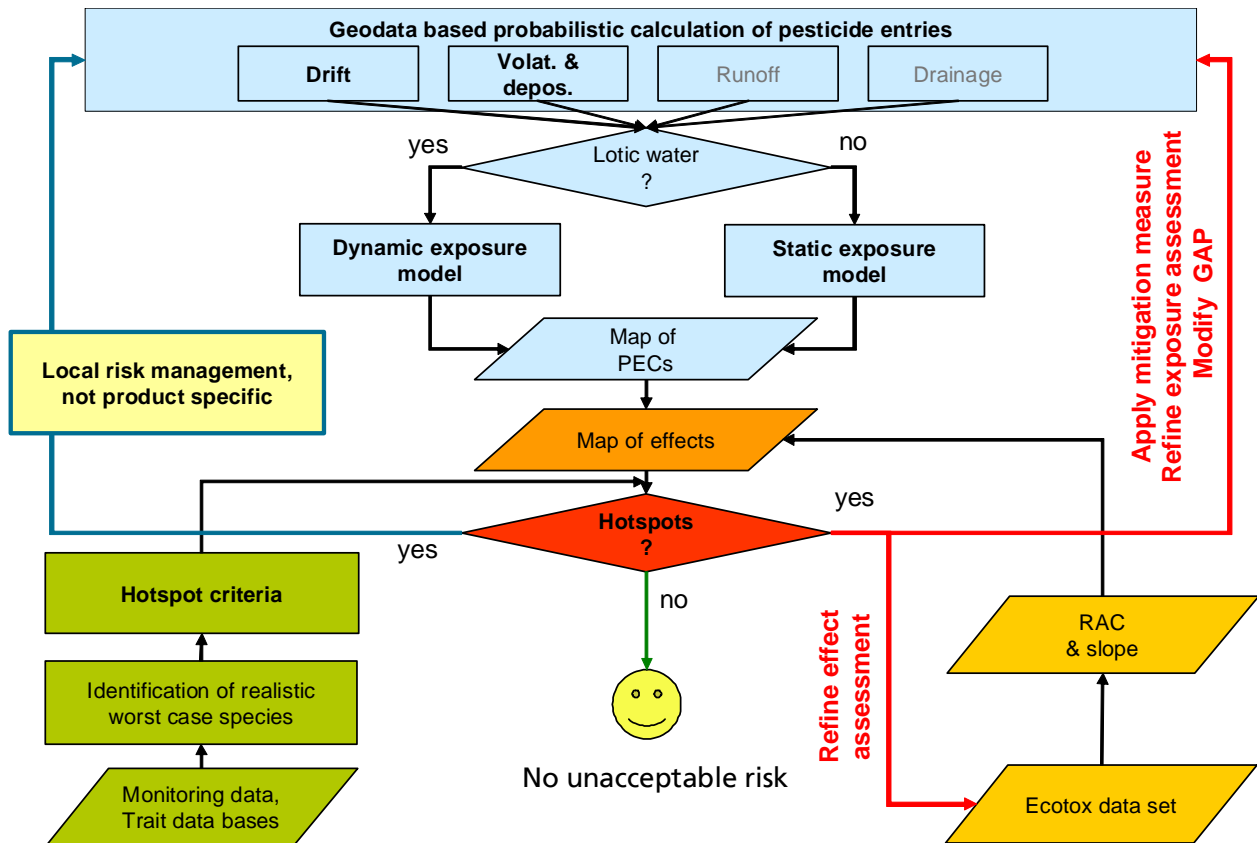 Geodata based probabilistic calculation of pesticide entries
Drift
Volat. &
depos.
Runoff
Drainage
yes
no
Lotic water
?
Dynamic exposure
model
Static exposure
model
Map of
PECs
Local risk management,
not product specific
Map of effects
Apply mitigation measure
Refine exposure assessment
Modify GAP
yes
yes
Hotspots
?
no
Hotspot criteria
Identification of realistic
worst case species
Monitoring data,
Trait data bases
No unacceptable risk
Refine effect
assessment
RAC
& slope
Ecotox data set